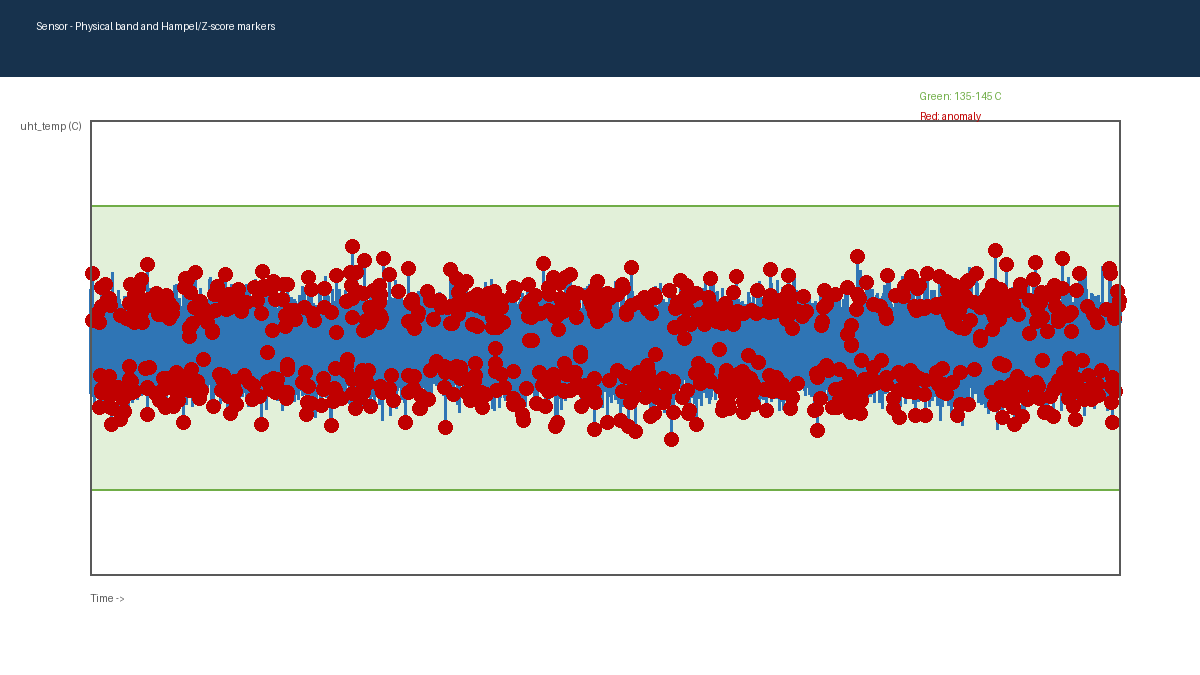 Sensor - Physical band and Hampel/Z-score markers
Green: 135-145 C
Red: anomaly
uht_temp (C)
Time ->